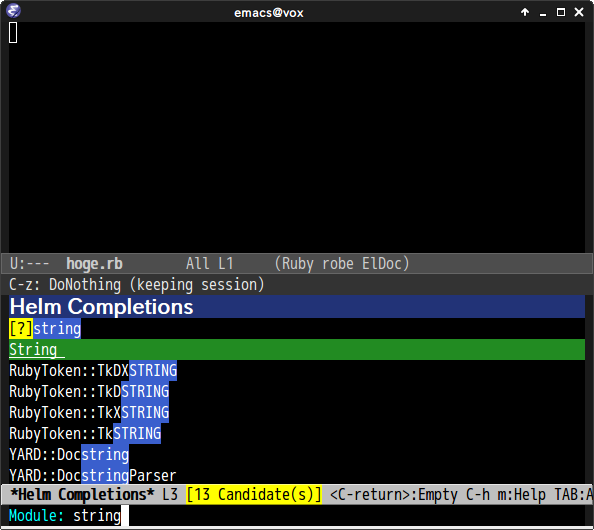 emacs@vox
U:--- hoge.rb All L1 (Ruby robe ElDoc)
C-z: DoNothing (keeping session)
Helm Completions
[?]string
String
RubyToken::TkDXSTRING
RubyToken::TkDSTRING
RubyToken::TkXSTRING
RubyToken::TkSTRING
YARD::Docstring
YARD::DocstringParser
*Helm Completions* L3 [13 Candidate(s)] <C-return>:Empty C-h m:Help TAB:A
Module: string